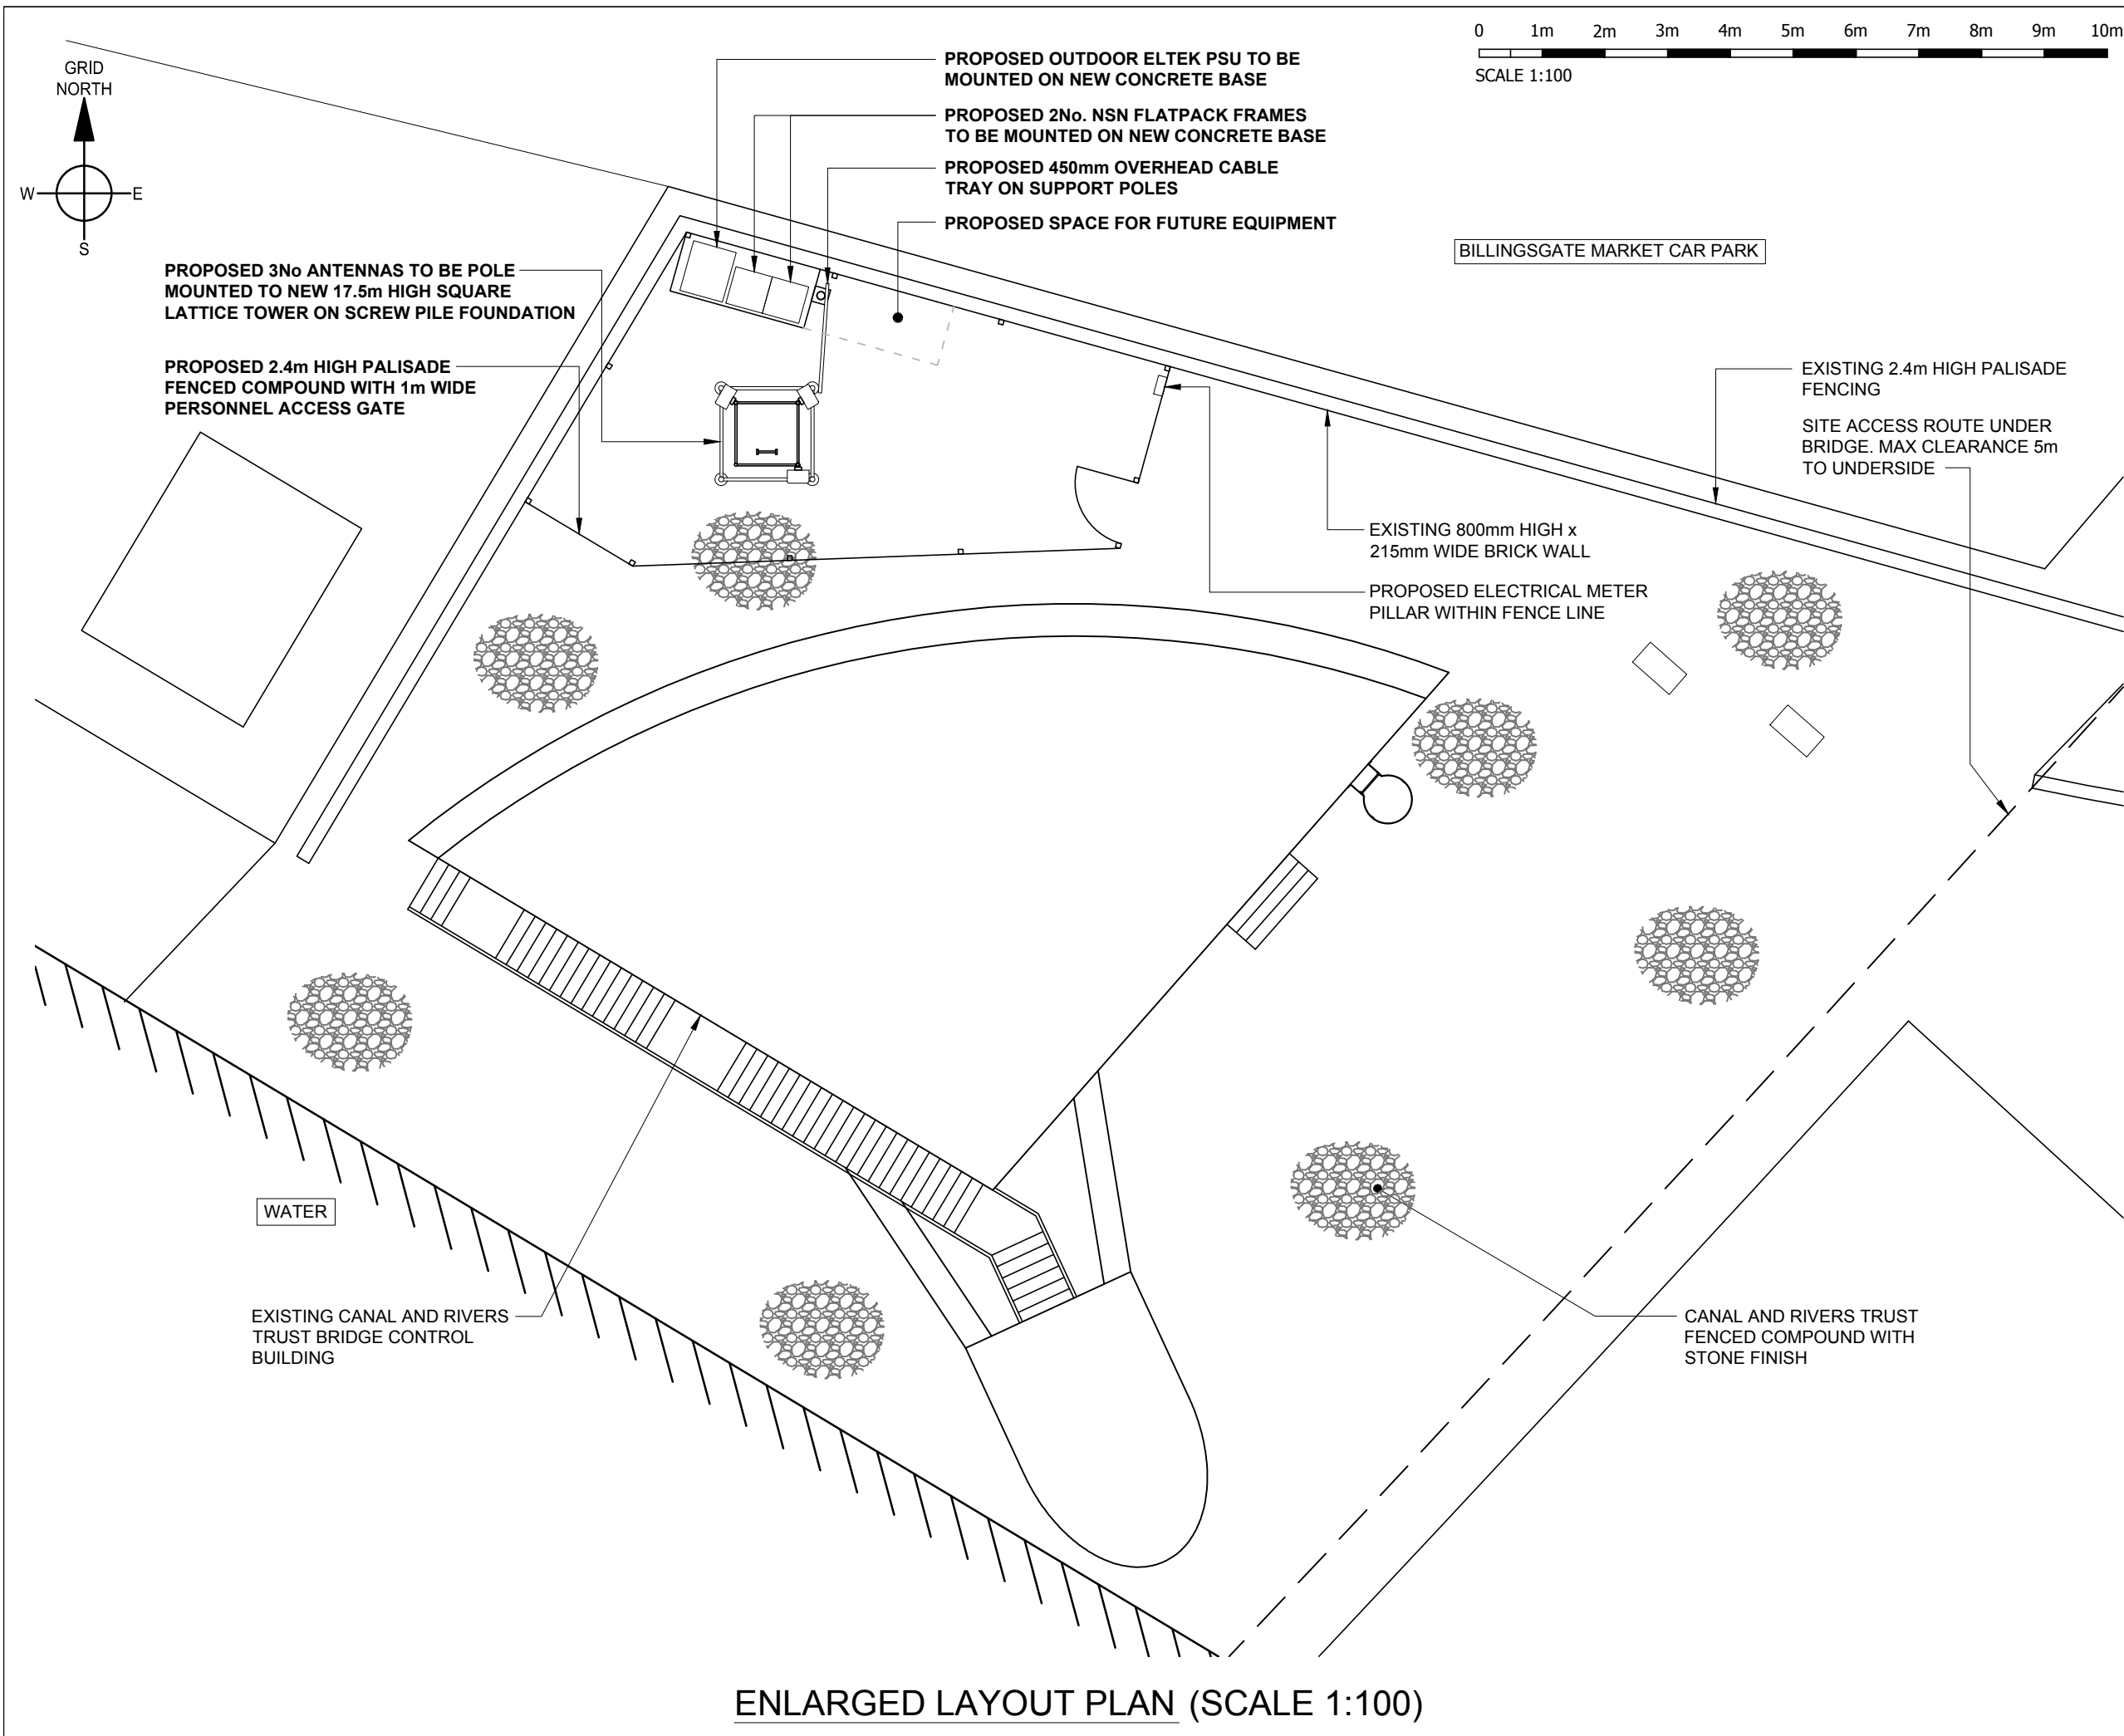 0 1m 2m 3m 4m 5m 6m 7m 8m 9m 10m
SCALE 1:100
GRID
NORTH
W E
S
PROPOSED OUTDOOR ELTEK PSU TO BE
MOUNTED ON NEW CONCRETE BASE
PROPOSED 2No. NSN FLATPACK FRAMES
TO BE MOUNTED ON NEW CONCRETE BASE
PROPOSED 450mm OVERHEAD CABLE
TRAY ON SUPPORT POLES
PROPOSED SPACE FOR FUTURE EQUIPMENT
BILLINGSGATE MARKET CAR PARK
PROPOSED 3No ANTENNAS TO BE POLE
MOUNTED TO NEW 17.5m HIGH SQUARE
LATTICE TOWER ON SCREW PILE FOUNDATION
PROPOSED 2.4m HIGH PALISADE
FENCED COMPOUND WITH 1m WIDE
PERSONNEL ACCESS GATE
EXISTING 2.4m HIGH PALISADE
FENCING
SITE ACCESS ROUTE UNDER
BRIDGE. MAX CLEARANCE 5m
TO UNDERSIDE
EXISTING 800mm HIGH x
215mm WIDE BRICK WALL
PROPOSED ELECTRICAL METER
PILLAR WITHIN FENCE LINE
WATER
EXISTING CANAL AND RIVERS
TRUST BRIDGE CONTROL
BUILDING
CANAL AND RIVERS TRUST
FENCED COMPOUND WITH
STONE FINISH
ENLARGED LAYOUT PLAN (SCALE 1:100)